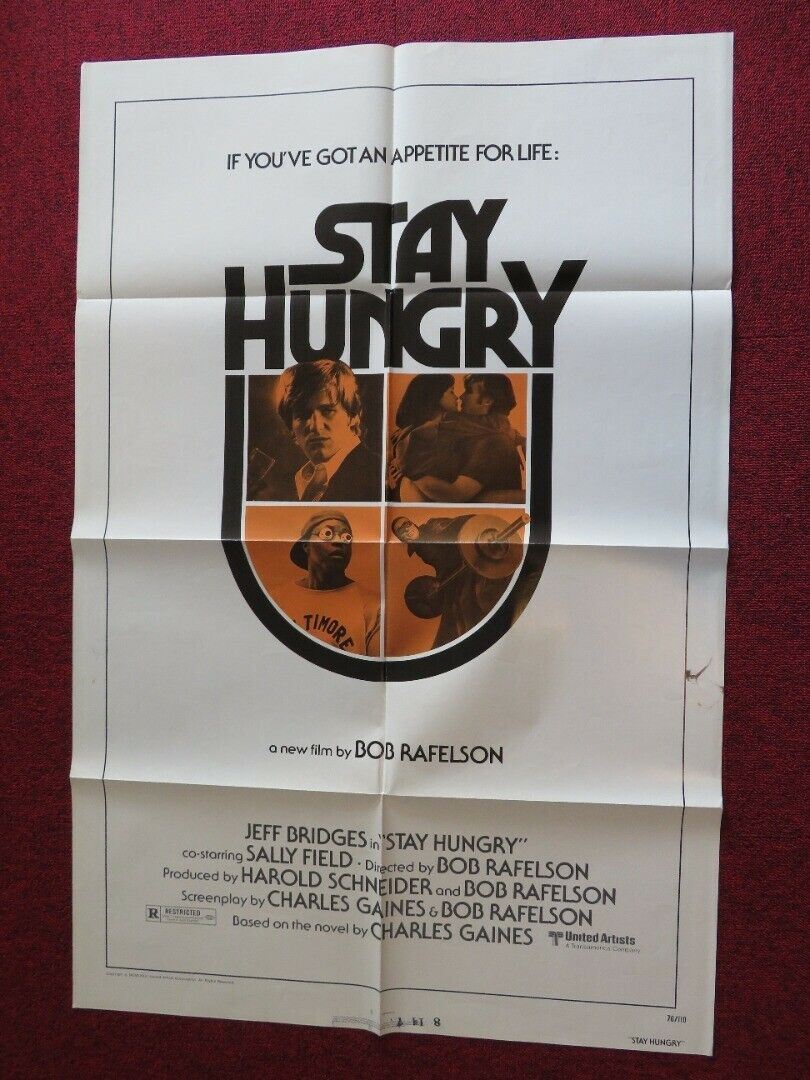 IF YOU'VE GOT AN APPETITE FOR LIFE:
STAY
HUNGRY
TIMORE
a new film by BOB RAFELSON
JEFF BRIDGES in "STAY HUNGRY"
co-starring SALLY FIELD · Directed by BOB RAFELSON
Produced by HAROLD SCHNEIDER and BOB RAFELSON
Screenplay by CHARLES GAINES & BOB RAFELSON
Based on the novel by CHARLES GAINES
R RESTRICTED
United Artists
A Transamerica Company
76/110
"STAY HUNGRY"